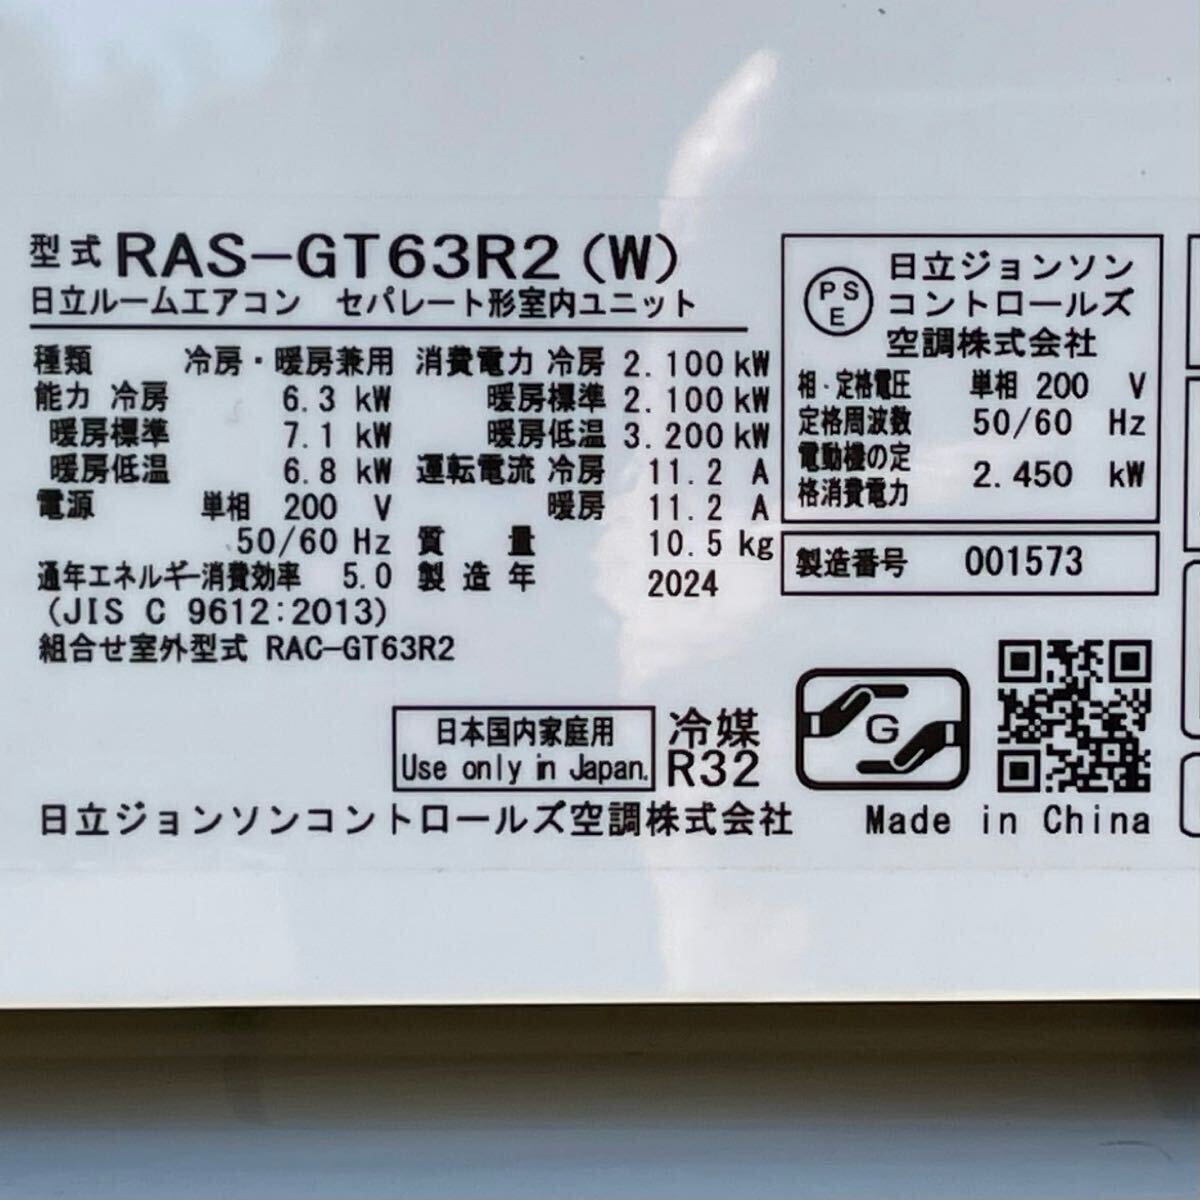 型式 RAS-GT63R2(W)
日立ルームエアコン セパレート形室内ユニット
種類 冷房・暖房兼用
能力 冷房 6.3 kW
暖房標準 7.1 kW
暖房低温 6.8 kW
電源 単相 200 V
50/60 Hz
通年エネルギー消費効率 5.0
(JIS C 9612:2013)
組合せ室外型式 RAC-GT63R2
消費電力 冷房 2.100 kW
暖房標準 2.100 kW
暖房低温 3.200 kW
運転電流 冷房 11.2 A
暖房 11.2 A
質量 10.5 kg
製造年 2024
PSE
日立ジョンソン
コントロールズ
空調株式会社
相・定格電圧 単相 200 V
定格周波数 50/60 Hz
電動機の定
格消費電力 2.450 kW
製造番号 001573
日本国内家庭用
Use only in Japan.
冷媒
R32
G
日立ジョンソンコントロールズ空調株式会社
Made in China